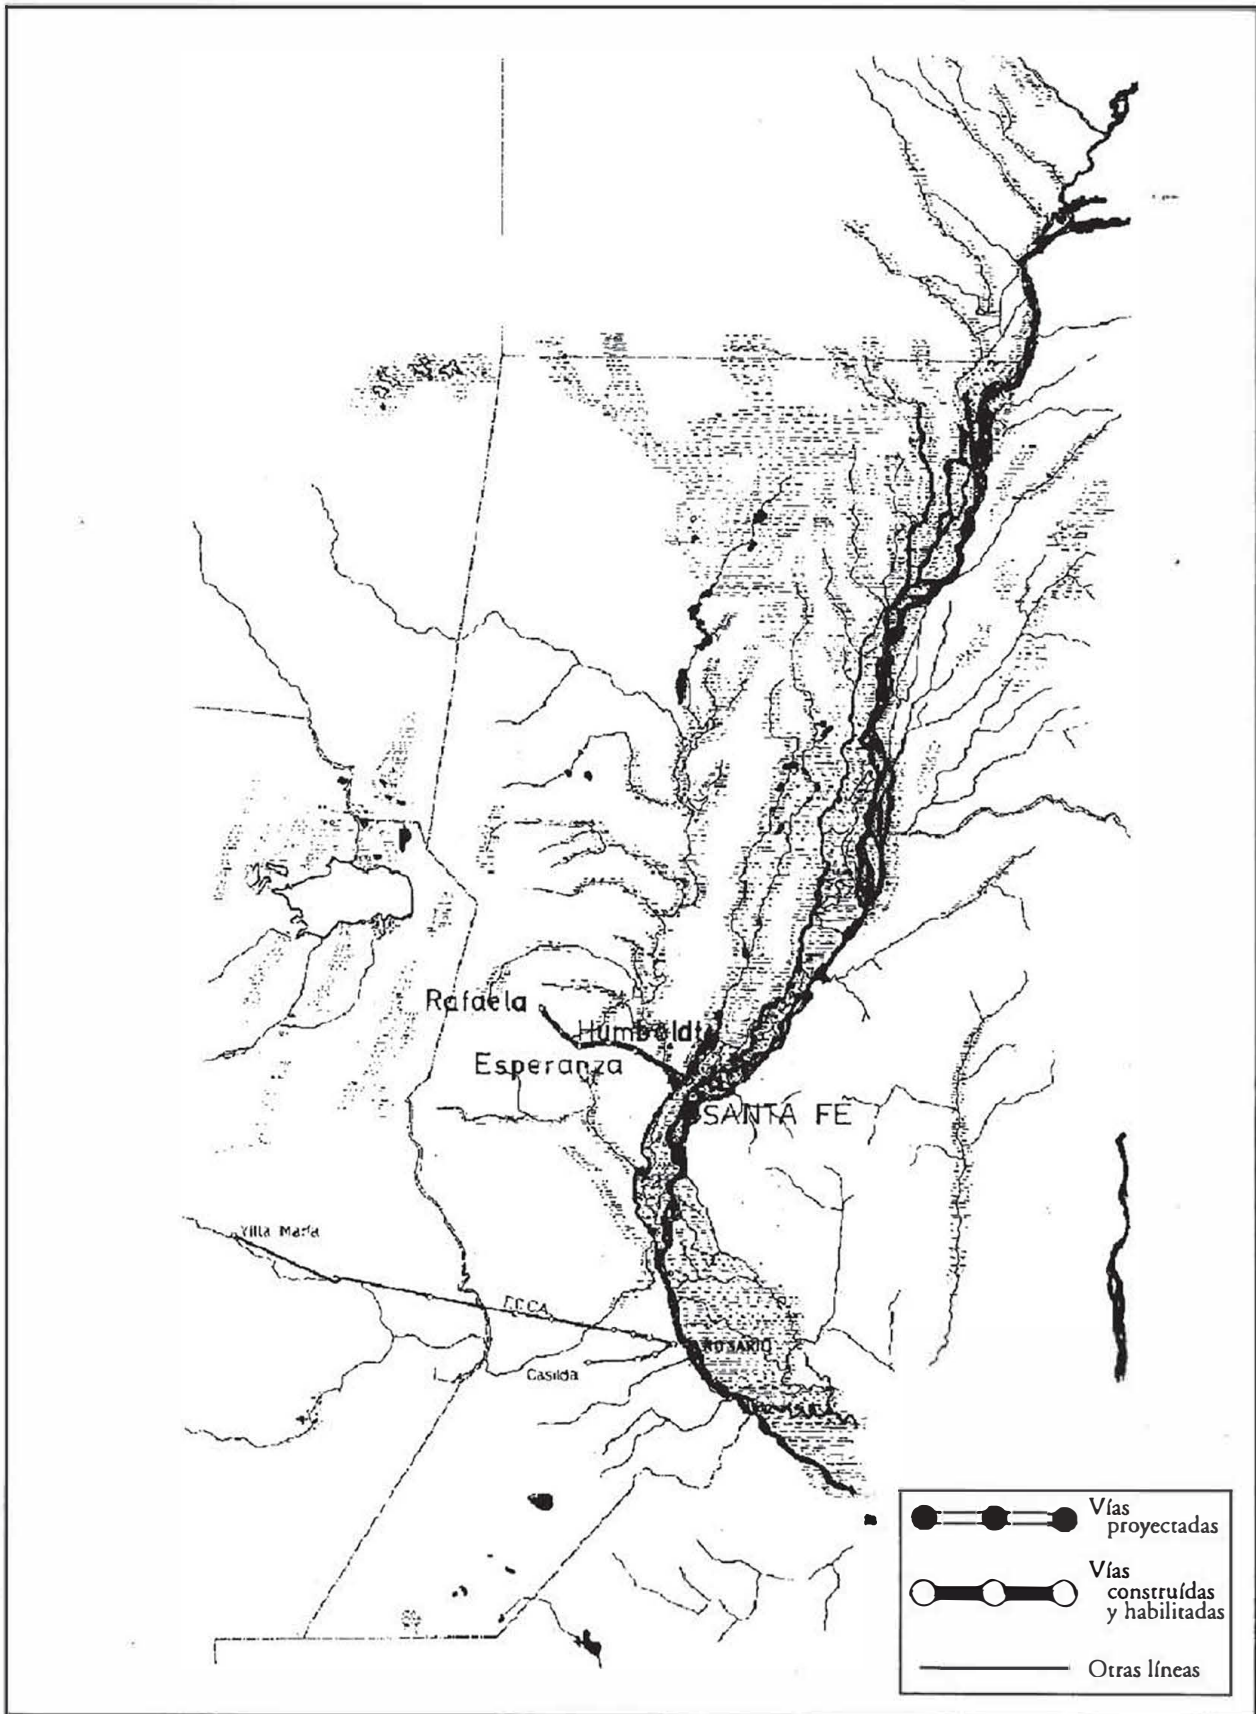 Rafaela
Humboldt
Esperanza
SANTA FE
Villa María
F.C.C.A.
ROSARIO
Casilda
Vías
proyectadas
Vías
construídas
y habilitadas
Otras líneas